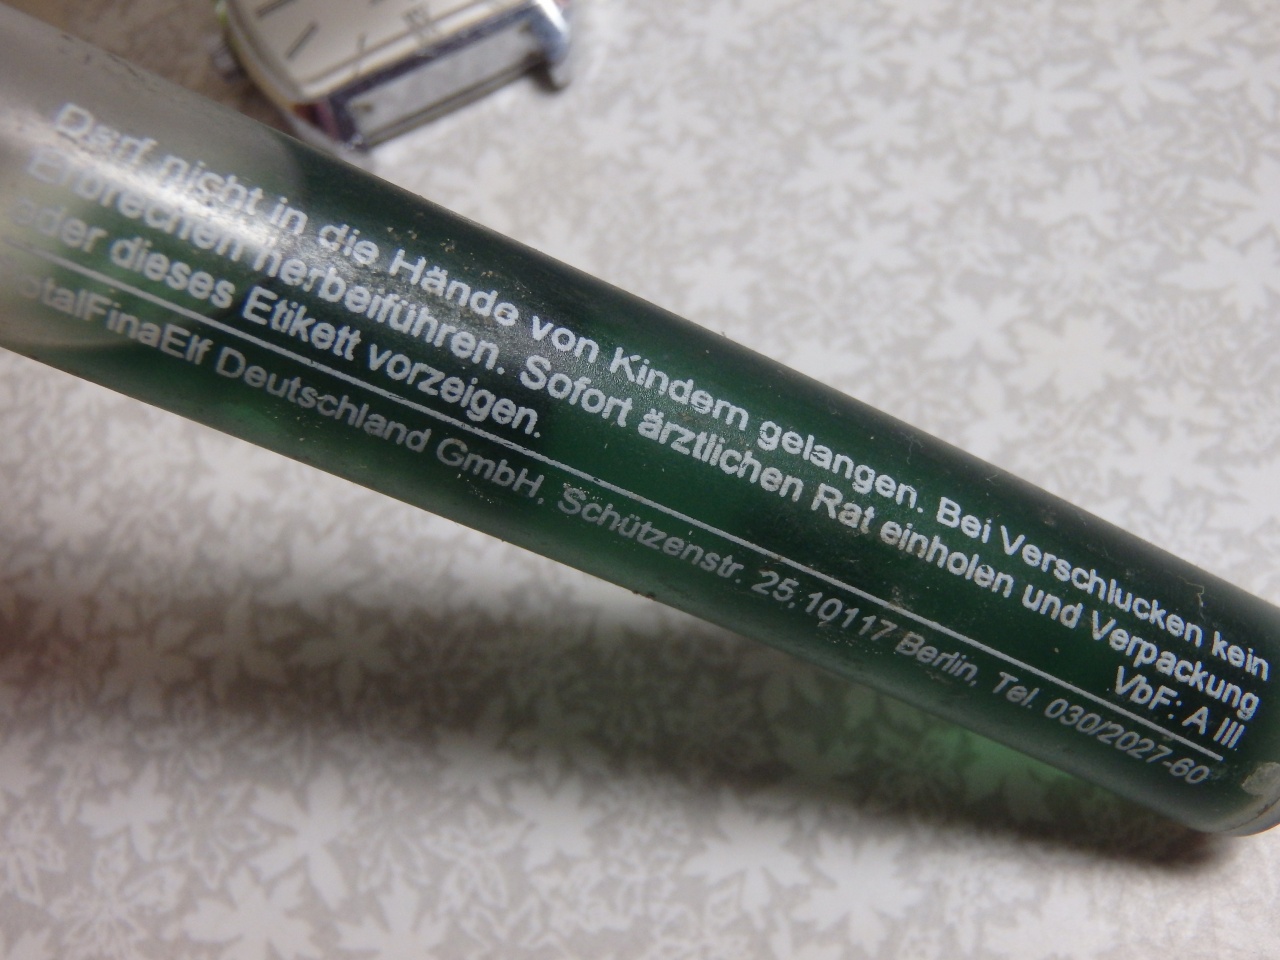 Darf nicht in die Hände von Kindern gelangen. Bei Verschlucken kein
Erbrechen herbeiführen. Sofort ärztlichen Rat einholen und Verpackung
oder dieses Etikett vorzeigen. VbF: A III
otalFinaElf Deutschland GmbH, Schützenstr. 25, 10117 Berlin, Tel. 030/2027-60